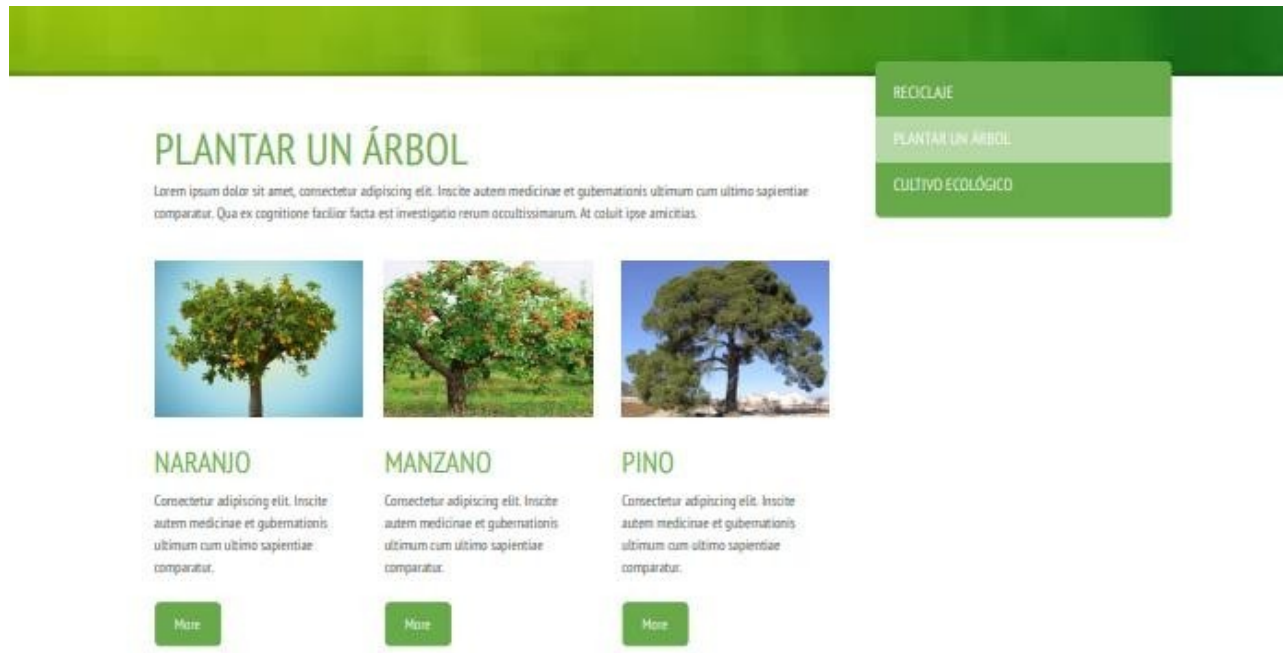 RECICLAJE
PLANTAR UN ÁRBOL
CULTIVO ECOLÓGICO
PLANTAR UN ÁRBOL
Lorem ipsum dolor sit amet, consectetur adipiscing elit. Inscite autem medicinae et gubernationis ultimum cum ultimo sapientiae
comparatur. Qua ex cognitione facilior facta est investigatio rerum occultissimarum. At coluit ipse amicitias.
NARANJO
Consectetur adipiscing elit. Inscite
autem medicinae et gubernationis
ultimum cum ultimo sapientiae
comparatur.
More
MANZANO
Consectetur adipiscing elit. Inscite
autem medicinae et gubernationis
ultimum cum ultimo sapientiae
comparatur.
More
PINO
Consectetur adipiscing elit. Inscite
autem medicinae et gubernationis
ultimum cum ultimo sapientiae
comparatur.
More